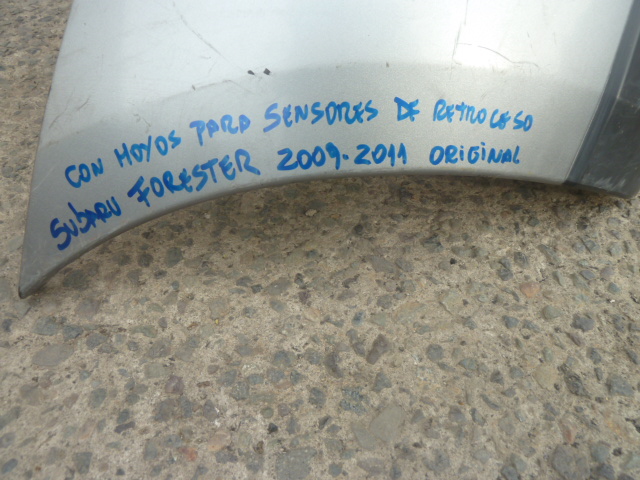 CON HOYOS PARA SENSORES DE RETROCESO
SUBARU FORESTER 2009-2011 ORIGINAL